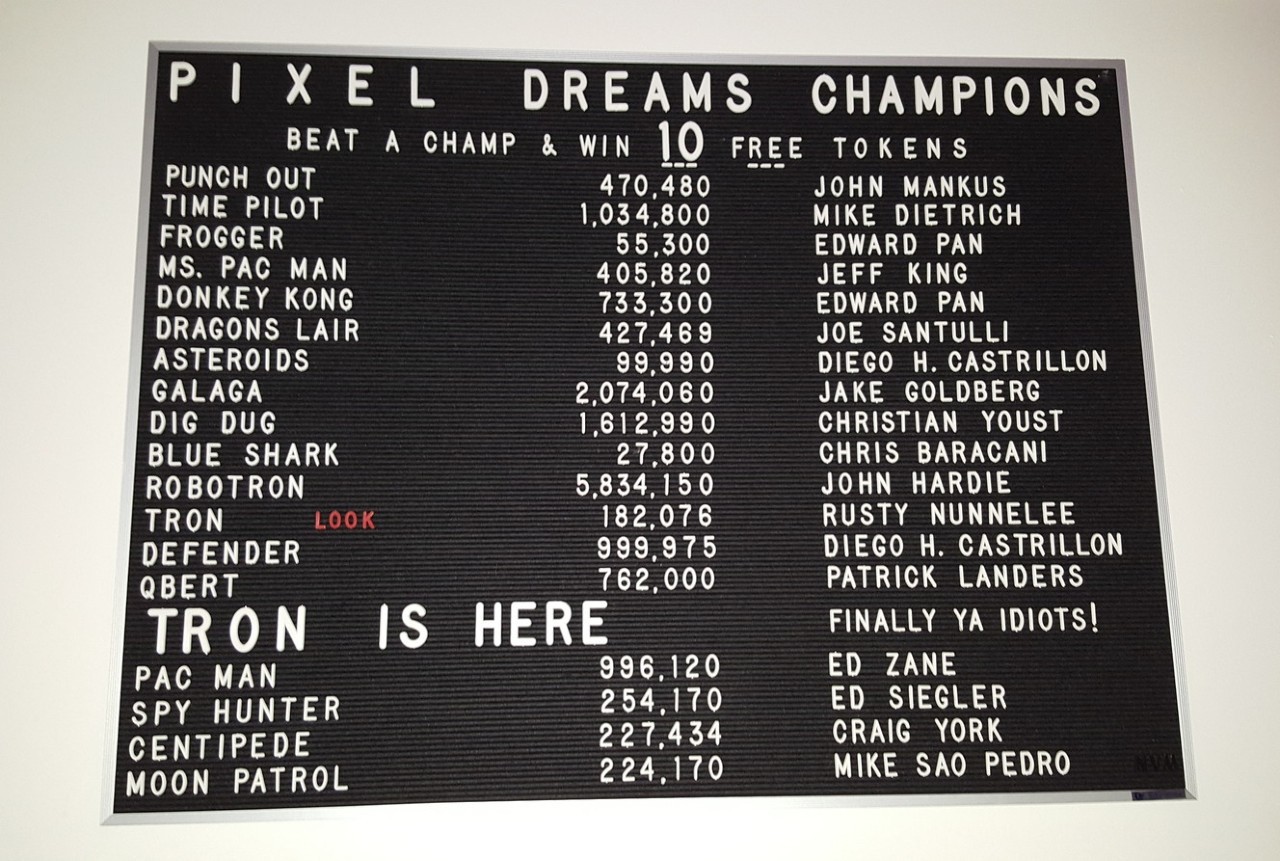 PIXEL DREAMS CHAMPIONS
BEAT A CHAMP & WIN 10 FREE TOKENS
PUNCH OUT 470,480 JOHN MANKUS
TIME PILOT 1,034,800 MIKE DIETRICH
FROGGER 55,300 EDWARD PAN
MS. PAC MAN 405,820 JEFF KING
DONKEY KONG 733,300 EDWARD PAN
DRAGONS LAIR 427,469 JOE SANTULLI
ASTEROIDS 99,990 DIEGO H. CASTRILLON
GALAGA 2,074,060 JAKE GOLDBERG
DIG DUG 1,612,990 CHRISTIAN YOUST
BLUE SHARK 27,800 CHRIS BARACANI
ROBOTRON 5,834,150 JOHN HARDIE
TRON LOOK 182,076 RUSTY NUNNELEE
DEFENDER 999,975 DIEGO H. CASTRILLON
QBERT 762,000 PATRICK LANDERS
TRON IS HERE FINALLY YA IDIOTS!
PAC MAN 996,120 ED ZANE
SPY HUNTER 254,170 ED SIEGLER
CENTIPEDE 227,434 CRAIG YORK
MOON PATROL 224,170 MIKE SAO PEDRO